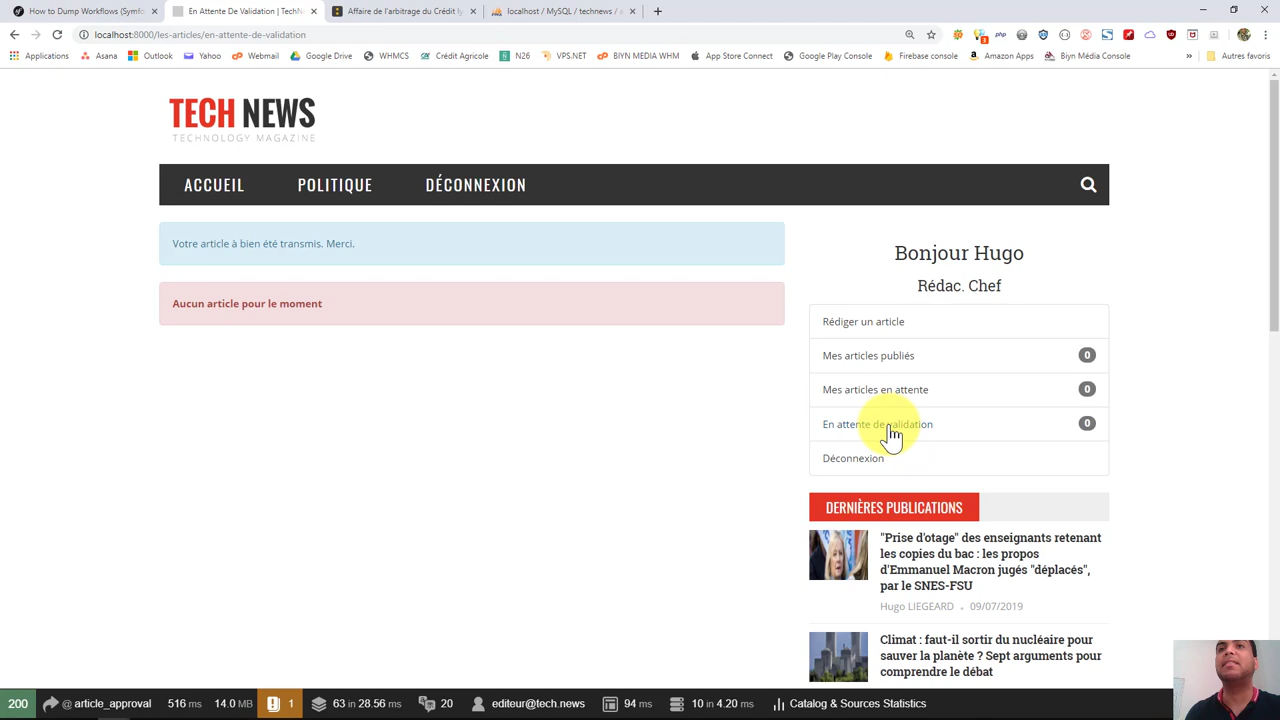 How to Dump Workflows (Symfo
En Attente De Validation | TechN
Affaire de l'arbitrage du Crédit ly
localhost / MySQL / technews / a
localhost:8000/les-articles/en-attente-de-validation
Applications
Asana
Outlook
Yahoo
Webmail
Google Drive
WHMCS
Crédit Agricole
N26
VPS.NET
BIYN MEDIA WHM
App Store Connect
Google Play Console
Firebase console
Amazon Apps
Biyn Média Console
»
Autres favoris
TECH NEWS
TECHNOLOGY MAGAZINE
ACCUEIL
POLITIQUE
DÉCONNEXION
Votre article à bien été transmis. Merci.
Aucun article pour le moment
Bonjour Hugo
Rédac. Chef
Rédiger un article
Mes articles publiés 0
Mes articles en attente 0
En attente de validation 0
Déconnexion
DERNIÈRES PUBLICATIONS
"Prise d'otage" des enseignants retenant
les copies du bac : les propos
d'Emmanuel Macron jugés "déplacés",
par le SNES-FSU
Hugo LIEGEARD . 09/07/2019
Climat : faut-il sortir du nucléaire pour
sauver la planète ? Sept arguments pour
comprendre le débat
200 @ article_approval 516 ms 14.0 MB 1 63 in 28.56 ms 20 editeur@tech.news 94 ms 10 in 4.20 ms Catalog & Sources Statistics